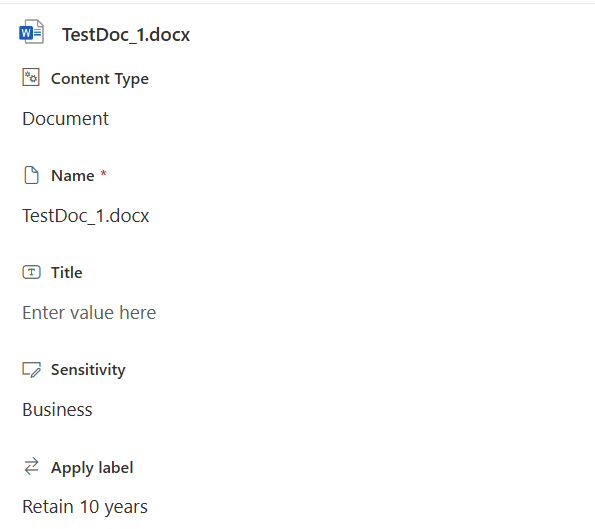 TestDoc_1.docx
Content Type
Document
Name *
TestDoc_1.docx
Title
Enter value here
Sensitivity
Business
Apply label
Retain 10 years